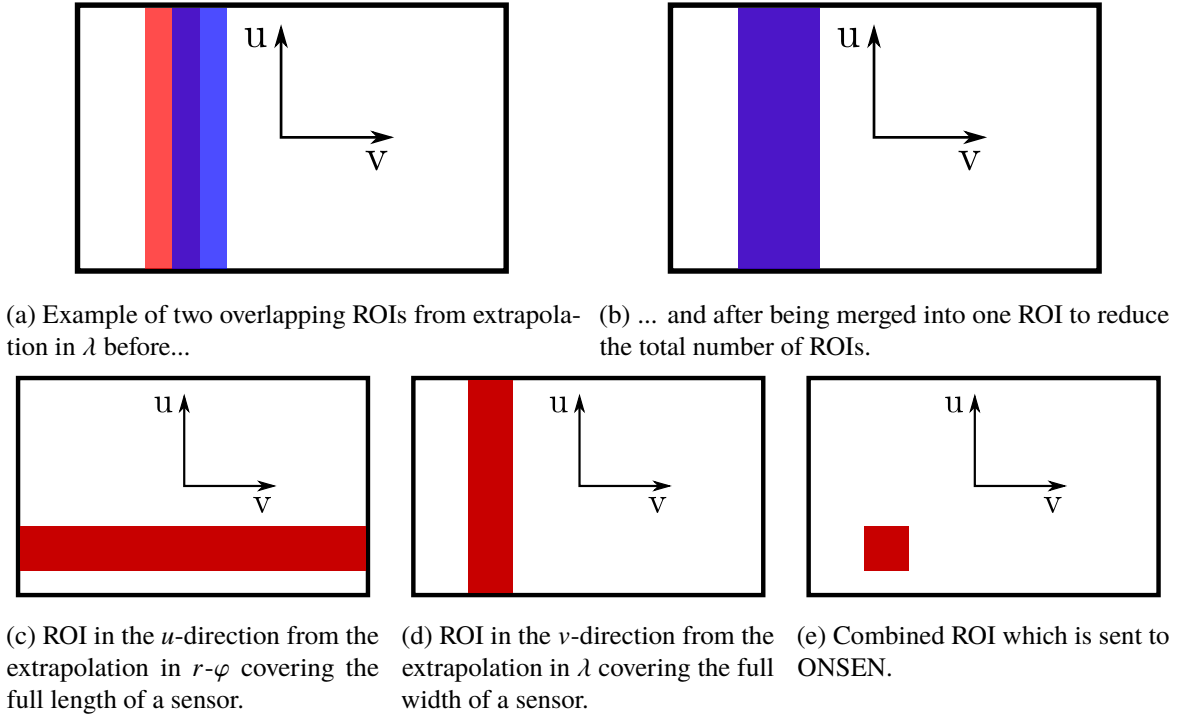 u
v
u
v
(a) Example of two overlapping ROIs from extrapola-
tion in λ before...
(b) ... and after being merged into one ROI to reduce
the total number of ROIs.
u
v
u
v
u
v
(c) ROI in the u-direction from the
extrapolation in r-φ covering the
full length of a sensor.
(d) ROI in the v-direction from the
extrapolation in λ covering the full
width of a sensor.
(e) Combined ROI which is sent to
ONSEN.